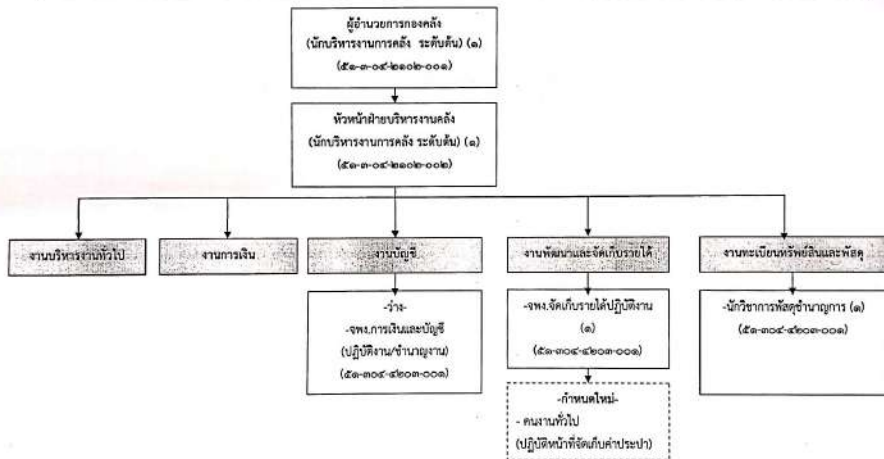 ผู้อำนวยการกองคลัง
(นักบริหารงานการคลัง ระดับต้น) (๑)
(๕๑-๓-๐๔-๒๑๐๒-๐๐๑)
หัวหน้าฝ่ายบริหารงานคลัง
(นักบริหารงานการคลัง ระดับต้น) (๑)
(๕๑-๓-๐๔-๒๑๐๒-๐๐๒)
งานบริหารงานทั่วไป
งานการเงิน
งานบัญชี
งานพัฒนาและจัดเก็บรายได้
งานทะเบียนทรัพย์สินและพัสดุ
-ว่าง-
-จพง.การเงินและบัญชี
(ปฏิบัติงาน/ชำนาญงาน)
(๕๑-๓๐๔-๔๒๐๓-๐๐๑)
-จพง.จัดเก็บรายได้ปฏิบัติงาน
(๑)
(๕๑-๓๐๔-๔๒๐๓-๐๐๑)
-นักวิชาการพัสดุชำนาญการ (๑)
(๕๑-๓๐๔-๔๒๐๓-๐๐๑)
-กำหนดใหม่-
- คนงานทั่วไป
(ปฏิบัติหน้าที่จัดเก็บค่าประปา)